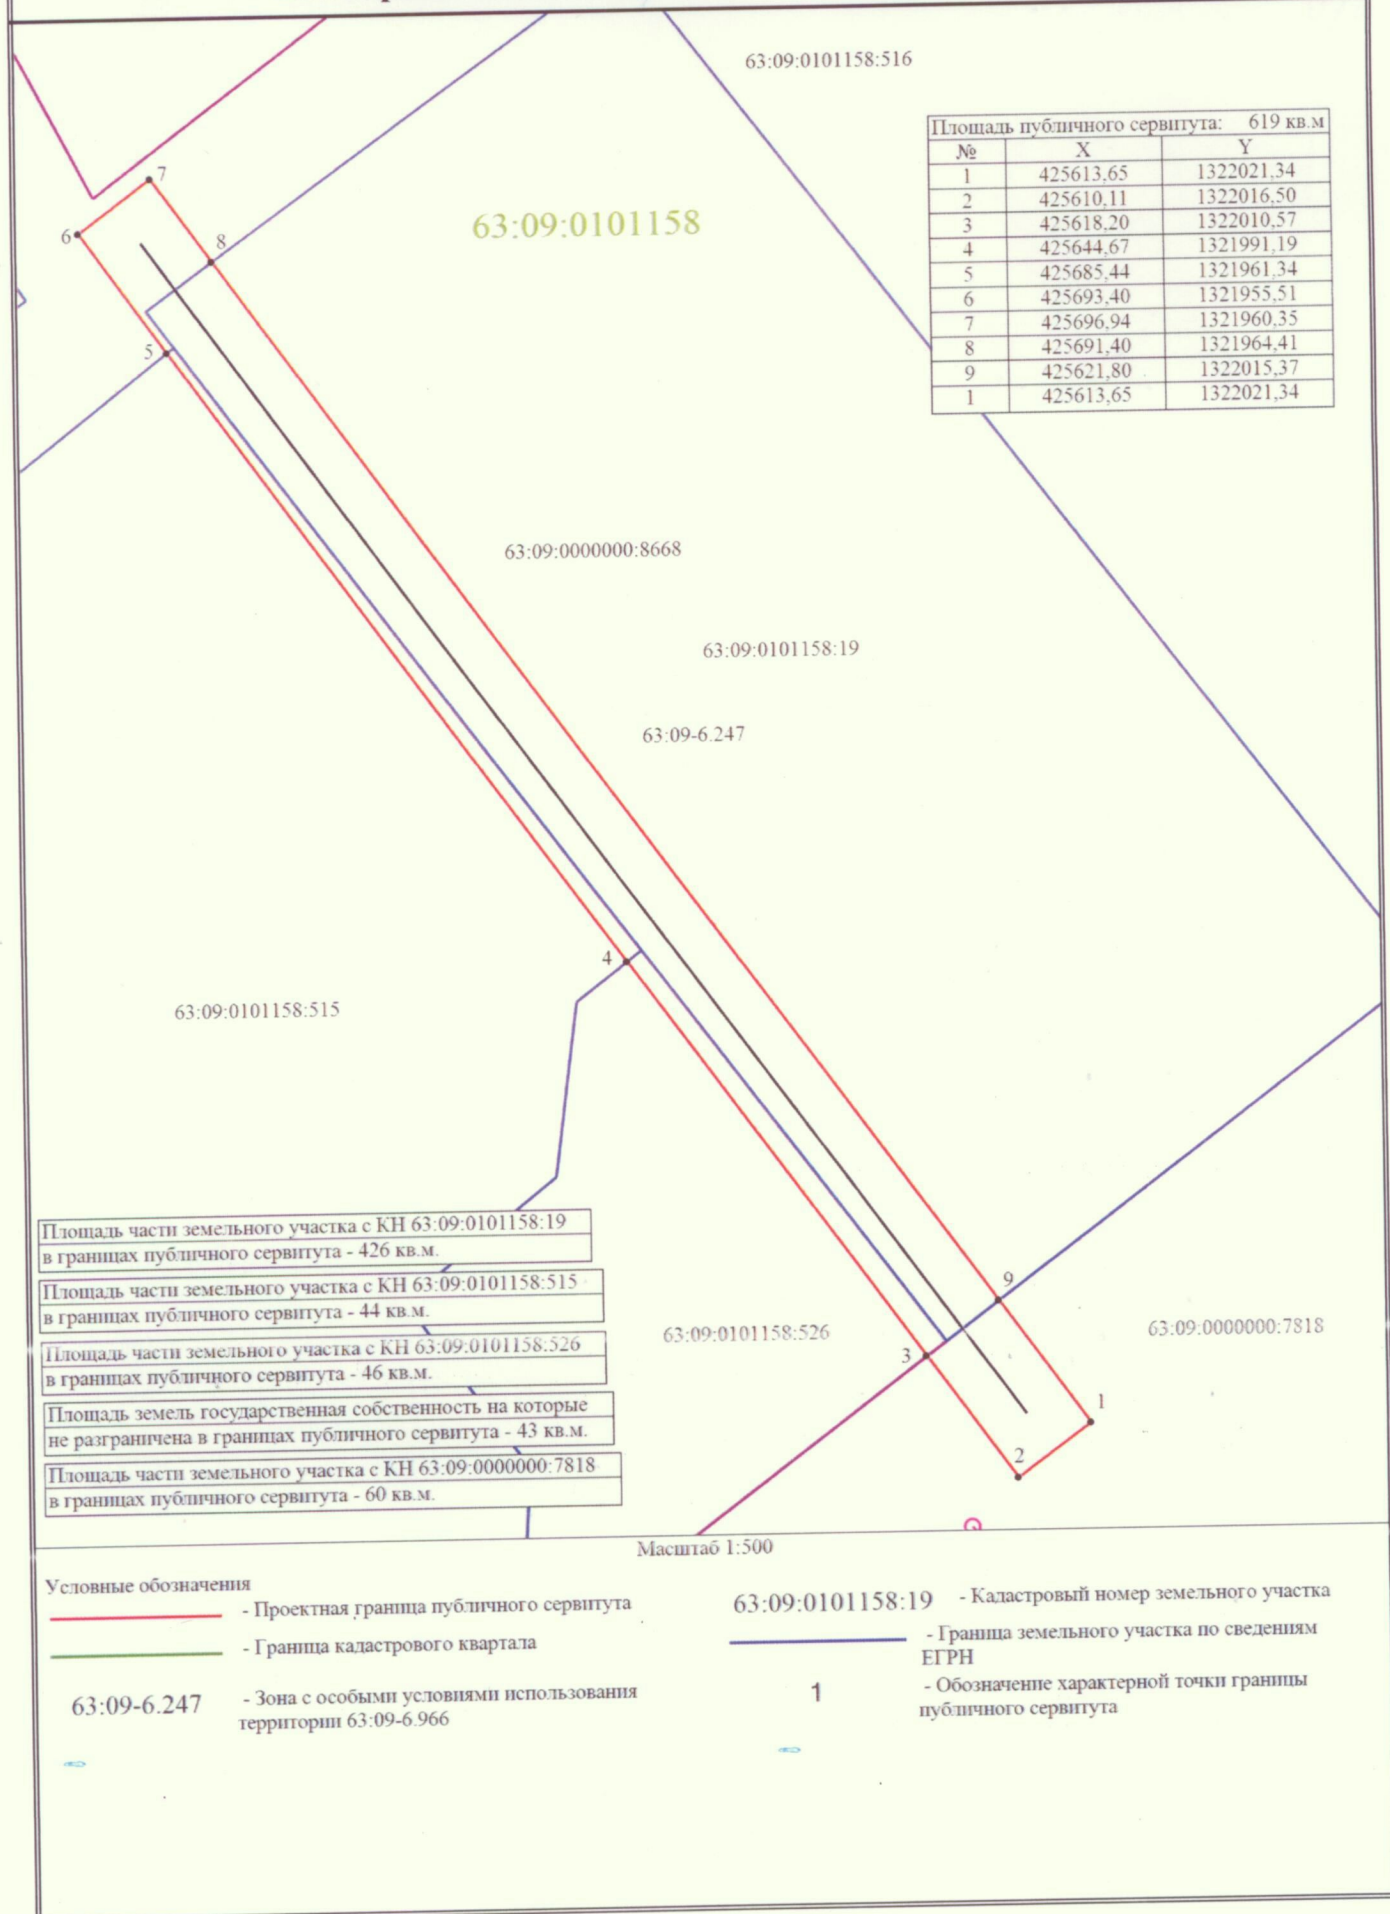 63:09:0101158:516
Площадь публичного сервитута: 619 кв.м
№ X Y
1 425613,65 1322021,34
2 425610,11 1322016,50
3 425618,20 1322010,57
4 425644,67 1321991,19
5 425685,44 1321961,34
6 425693,40 1321955,51
7 425696,94 1321960,35
8 425691,40 1321964,41
9 425621,80 1322015,37
1 425613,65 1322021,34
7
6
8
63:09:0101158
5
63:09:0000000:8668
63:09:0101158:19
63:09-6.247
4
63:09:0101158:515
Площадь части земельного участка с КН 63:09:0101158:19
в границах публичного сервитута - 426 кв.м.
Площадь части земельного участка с КН 63:09:0101158:515
в границах публичного сервитута - 44 кв.м.
Площадь части земельного участка с КН 63:09:0101158:526
в границах публичного сервитута - 46 кв.м.
Площадь земель государственная собственность на которые
не разграничена в границах публичного сервитута - 43 кв.м.
Площадь части земельного участка с КН 63:09:0000000:7818
в границах публичного сервитута - 60 кв.м.
9
63:09:0101158:526
63:09:0000000:7818
3
1
2
Масштаб 1:500
Условные обозначения
- Проектная граница публичного сервитута
- Граница кадастрового квартала
63:09-6.247 - Зона с особыми условиями использования
территории 63:09-6.966
63:09:0101158:19 - Кадастровый номер земельного участка
- Граница земельного участка по сведениям
ЕГРН
1 - Обозначение характерной точки границы
публичного сервитута